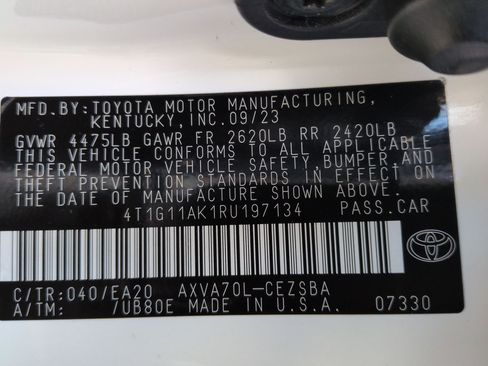 MFD.BY:TOYOTA MOTOR MANUFACTURING,
KENTUCKY,INC.09/23
GVWR 4475LB GAWR FR 2620LB RR 2420LB
THIS VEHICLE CONFORMS TO ALL APPLICABLE
FEDERAL MOTOR VEHICLE SAFETY,BUMPER,AND
THEFT PREVENTION STANDARDS IN EFFECT ON
THE DATE OF MANUFACTURE SHOWN ABOVE.
4T1G11AK1RU197134 PASS.CAR
C/TR:040/EA20 AXVA70L-CEZSBA
A/TM: /UB80E MADE IN U.S.A. 07330